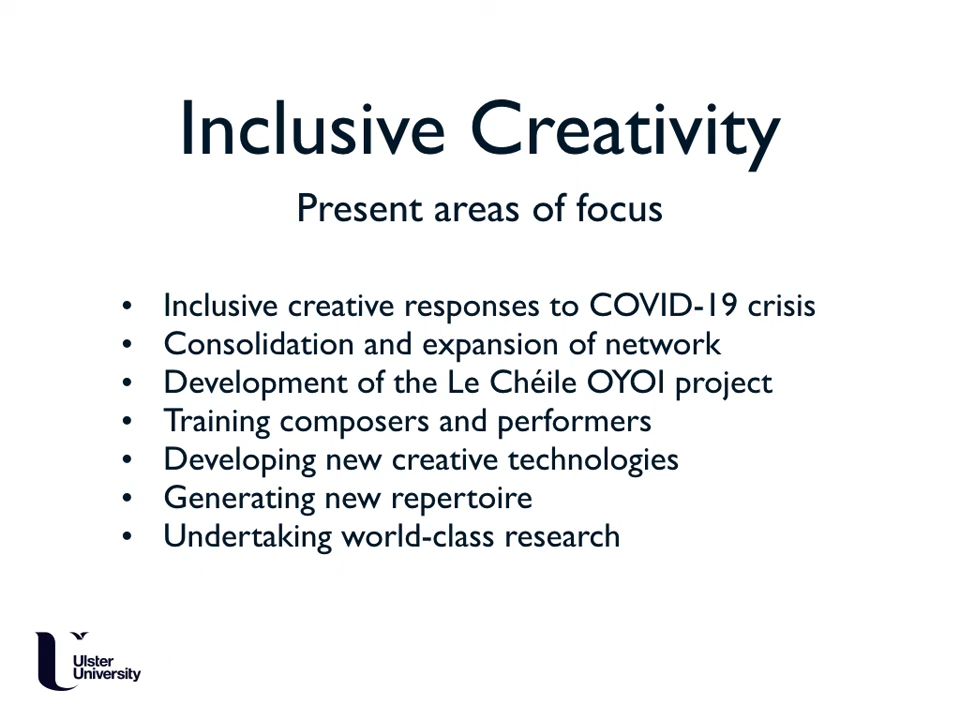 Inclusive Creativity
Present areas of focus
• Inclusive creative responses to COVID-19 crisis
• Consolidation and expansion of network
• Development of the Le Chéile OYOI project
• Training composers and performers
• Developing new creative technologies
• Generating new repertoire
• Undertaking world-class research
Ulster
University